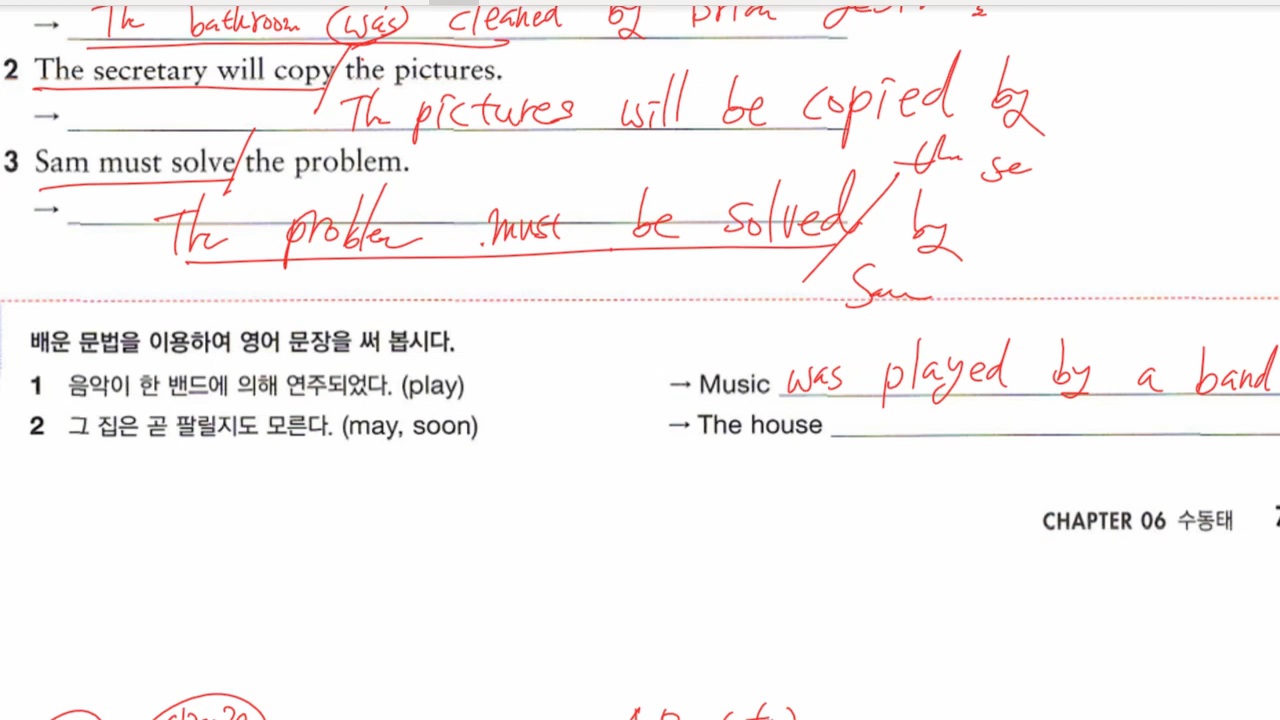 → The bathroom was cleaned by Brian
2 The secretary will copy the pictures.
→ The pictures will be copied by
the se
3 Sam must solve the problem.
→ The problem must be solved by
Sam
배운 문법을 이용하여 영어 문장을 써 봅시다.
1 음악이 한 밴드에 의해 연주되었다. (play) → Music was played by a band
2 그 집은 곧 팔릴지도 모른다. (may, soon) → The house
CHAPTER 06 수동태